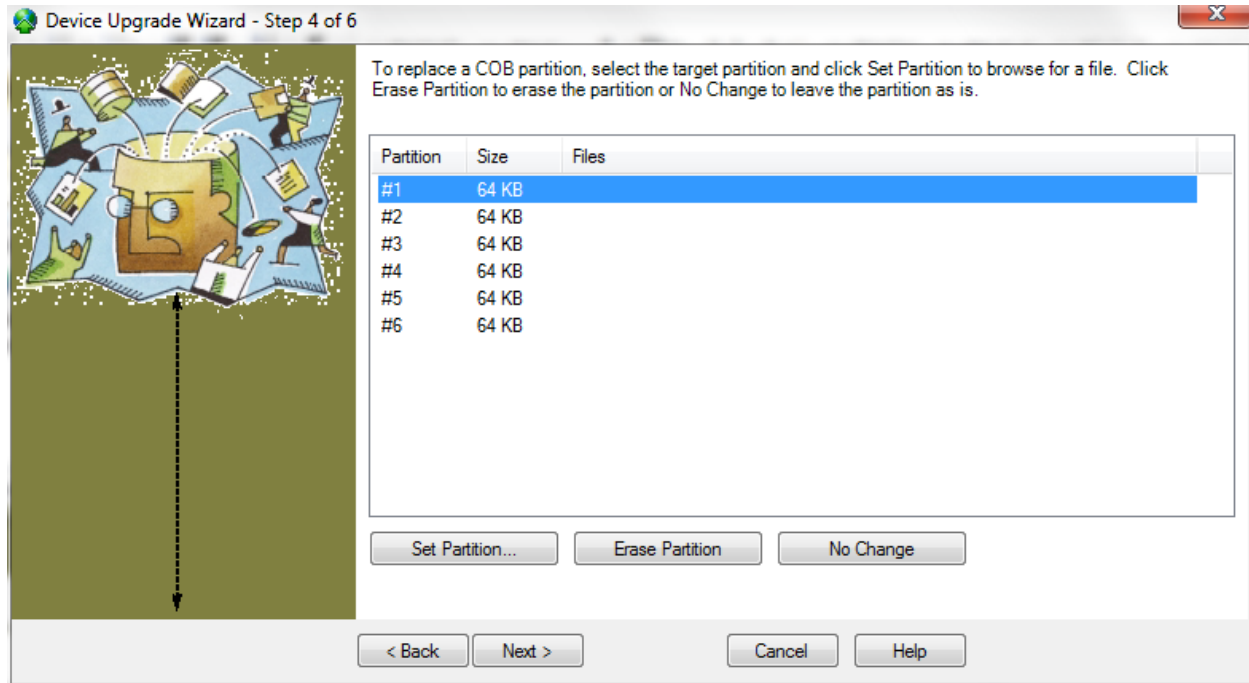 Device Upgrade Wizard - Step 4 of 6
To replace a COB partition, select the target partition and click Set Partition to browse for a file. Click
Erase Partition to erase the partition or No Change to leave the partition as is.
Partition Size Files
#1 64 KB
#2 64 KB
#3 64 KB
#4 64 KB
#5 64 KB
#6 64 KB
Set Partition... Erase Partition No Change
< Back Next > Cancel Help